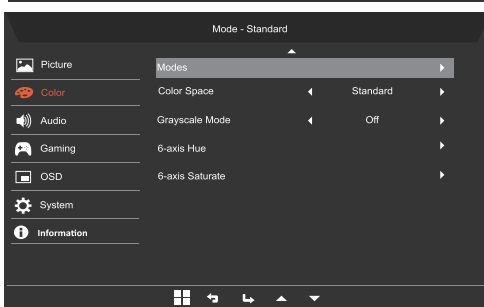 Mode - Standard
Picture
Color
Audio
Gaming
OSD
System
Information
Modes
Color Space Standard
Grayscale Mode Off
6-axis Hue
6-axis Saturate